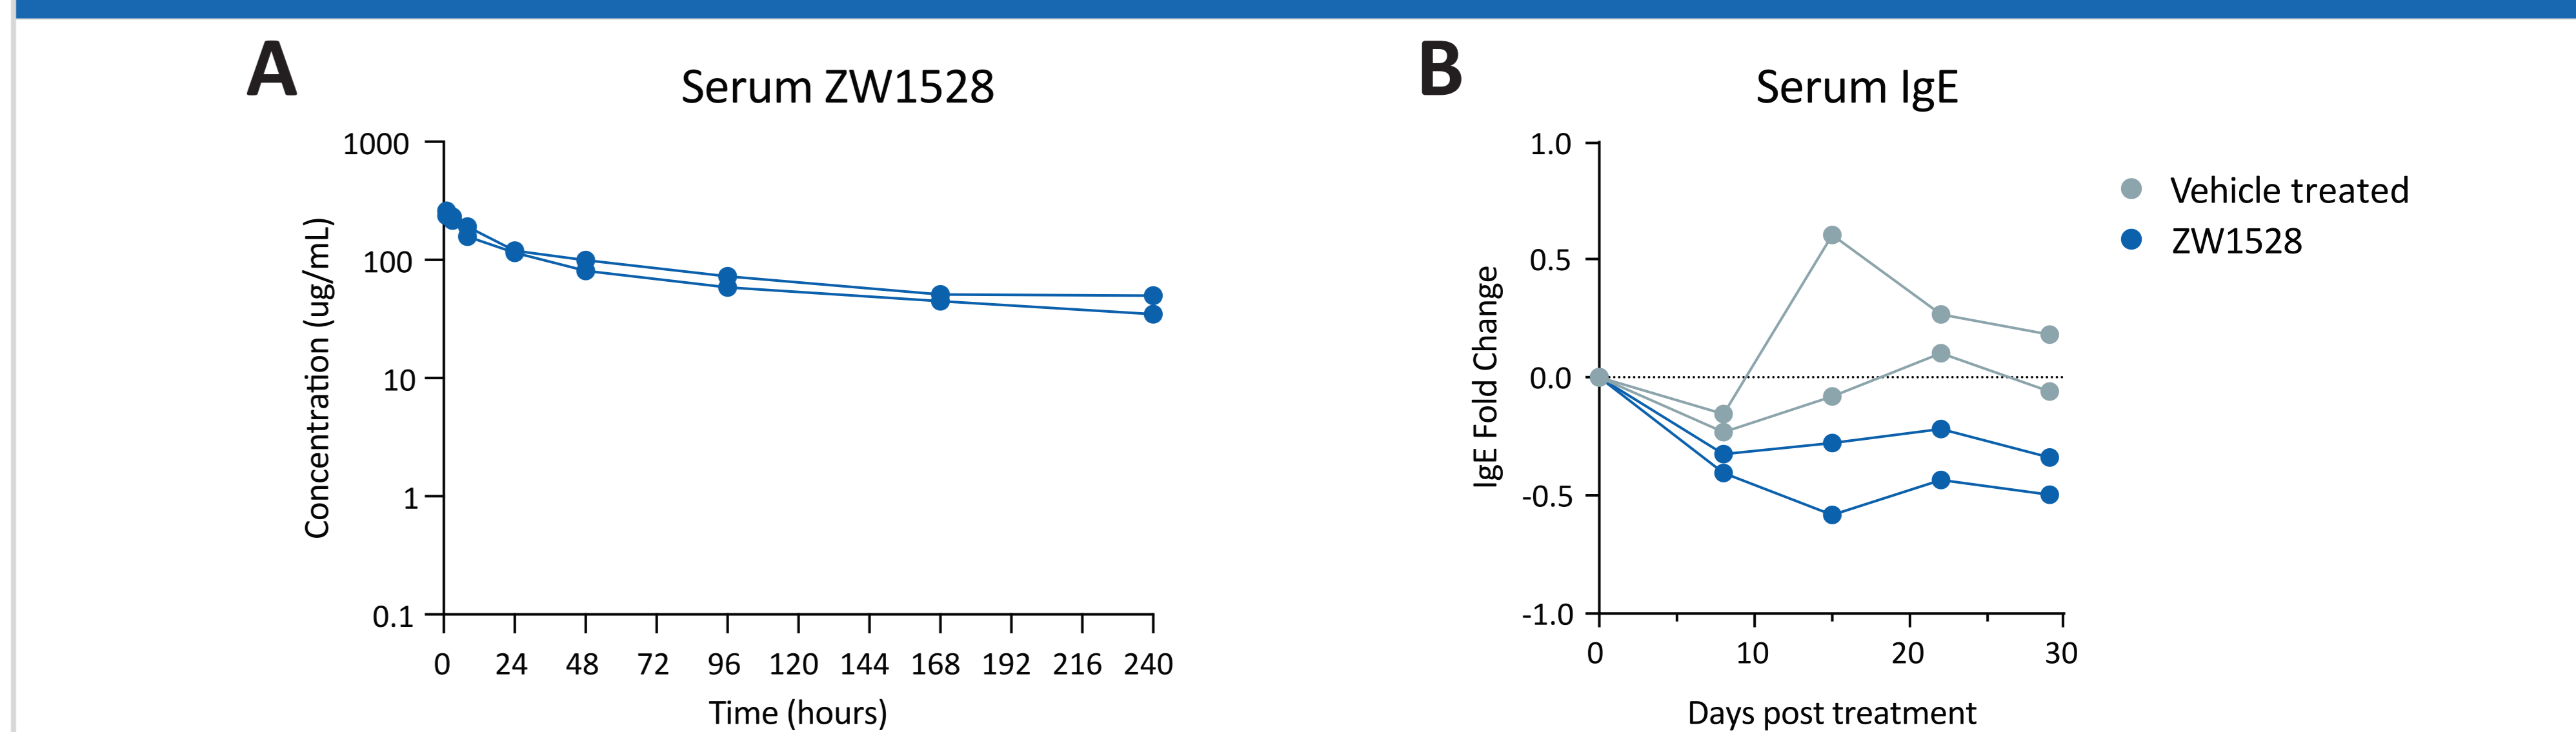 A
Serum ZW1528
1000
100
10
1
0.1
Concentration (ug/mL)
0 24 48 72 96 120 144 168 192 216 240
Time (hours)
B
Serum IgE
1.0
0.5
0.0
-0.5
-1.0
IgE Fold Change
0 10 20 30
Days post treatment
Vehicle treated
ZW1528